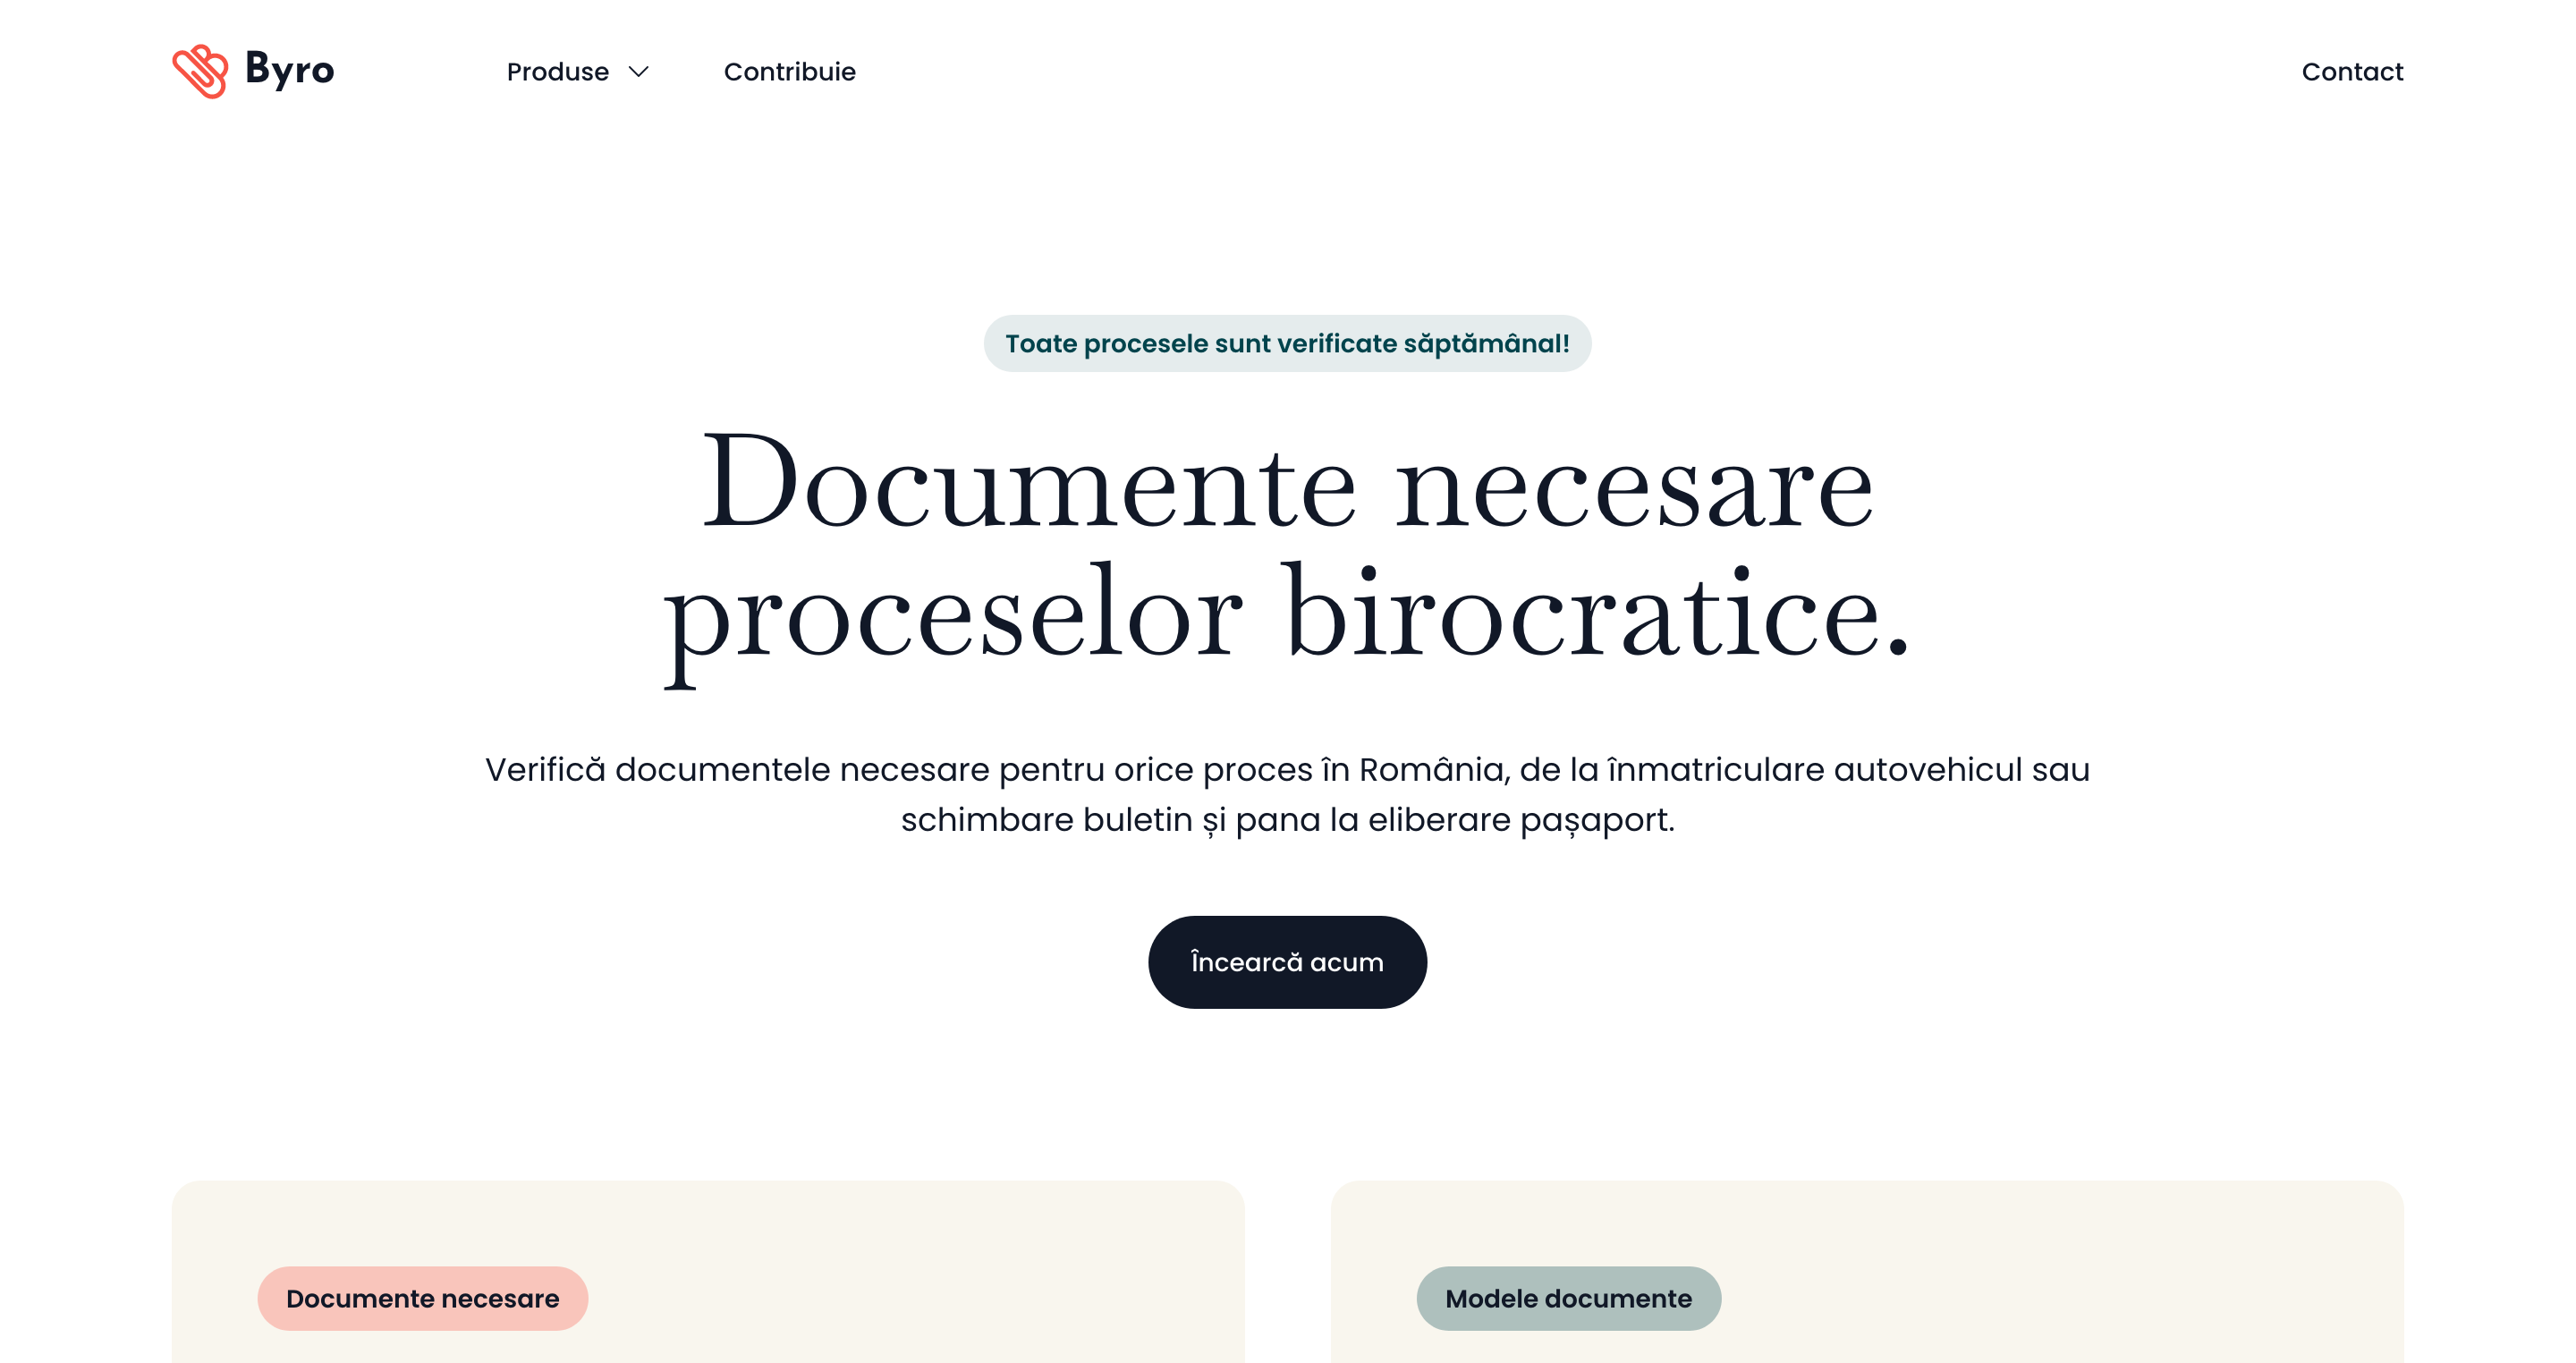 Byro
Produse
Contribuie
Contact
Toate procesele sunt verificate săptămânal!
Documente necesare
proceselor birocratice.
Verifică documentele necesare pentru orice proces în România, de la înmatriculare autovehicul sau
schimbare buletin și pana la eliberare pașaport.
Încearcă acum
Documente necesare
Modele documente